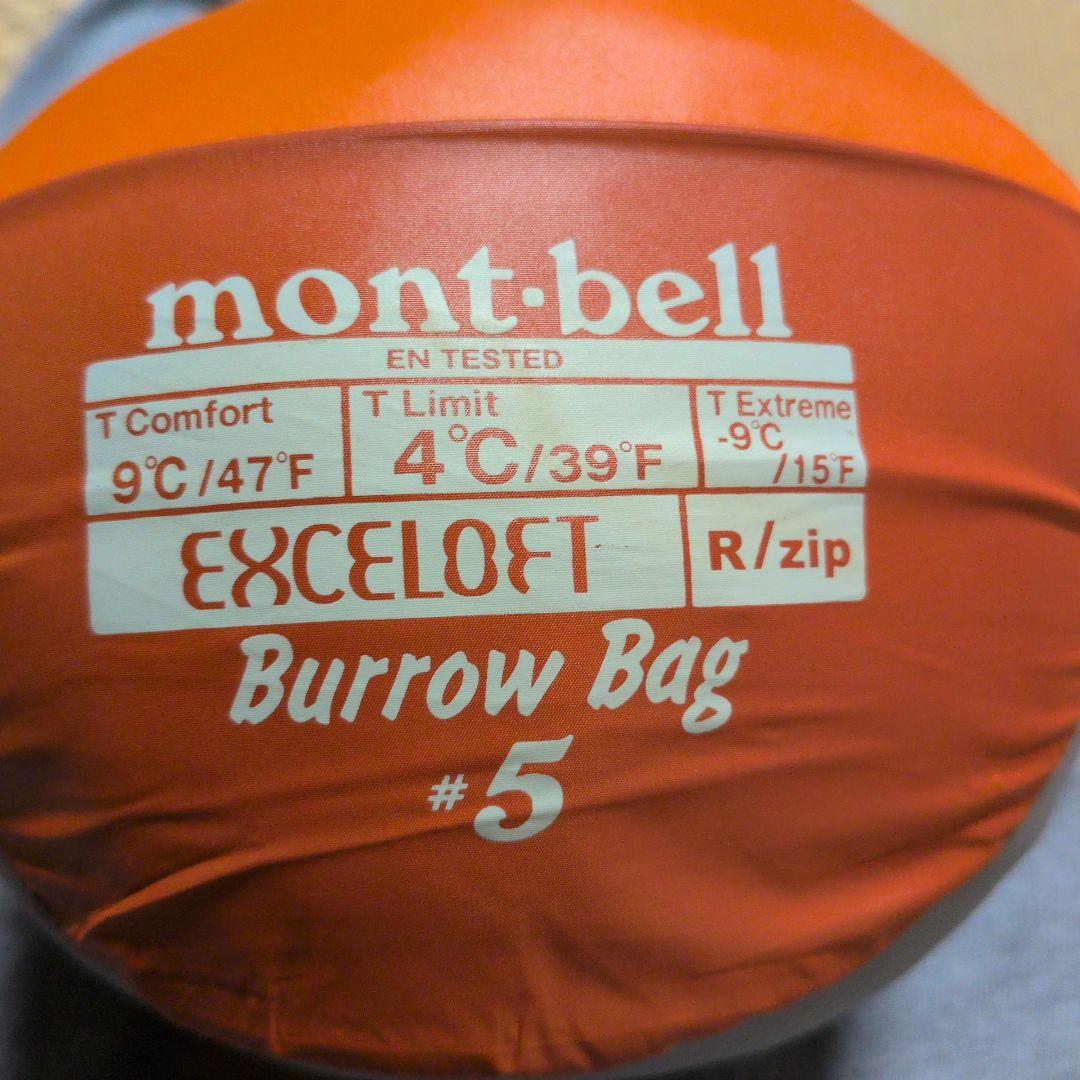 mont·bell
EN TESTED
T Comfort
9℃/47°F
T Limit
4℃/39°F
T Extreme
-9℃
/15°F
EXCELOFT
R/zip
Burrow Bag
#5